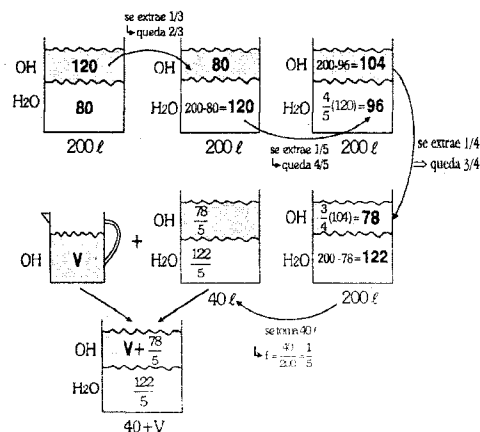 se extrae 1/3
↳ queda 2/3
OH 120
H2O 80
200 ℓ
OH 80
H2O 200-80=120
200 ℓ
OH 200-96=104
H2O 4/5(120)=96
200 ℓ
se extrae 1/5
↳ queda 4/5
se extrae 1/4
⇒ queda 3/4
OH V
+
OH 78/5
H2O 122/5
40 ℓ
OH 3/4(104)=78
H2O 200-78=122
200 ℓ
se toma 40 ℓ
↳ f = 40/200 = 1/5
OH V+78/5
H2O 122/5
40+V